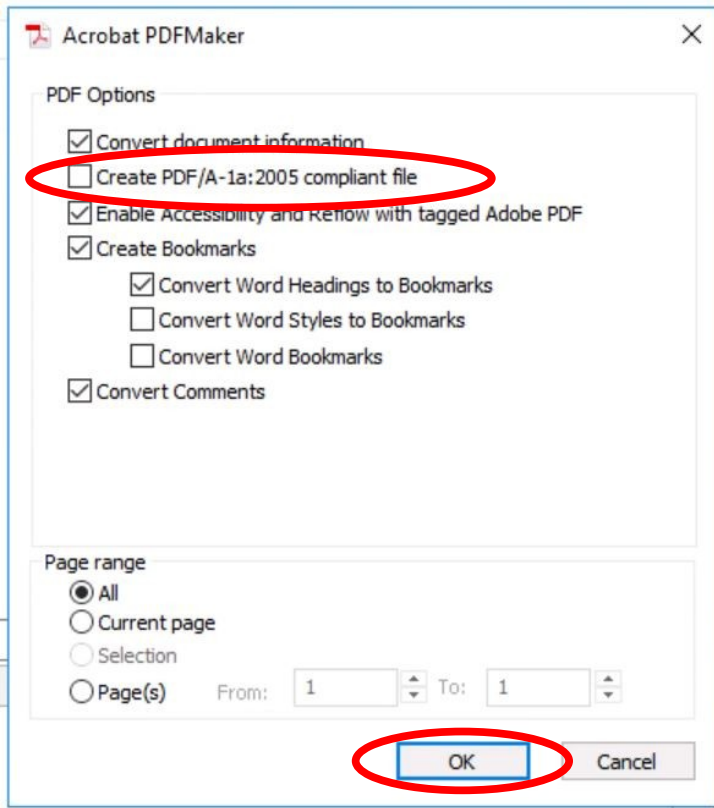 Acrobat PDFMaker
PDF Options
Convert document information
Create PDF/A-1a:2005 compliant file
Enable Accessibility and Reflow with tagged Adobe PDF
Create Bookmarks
Convert Word Headings to Bookmarks
Convert Word Styles to Bookmarks
Convert Word Bookmarks
Convert Comments
Page range
All
Current page
Selection
Page(s) From: 1 To: 1
OK Cancel